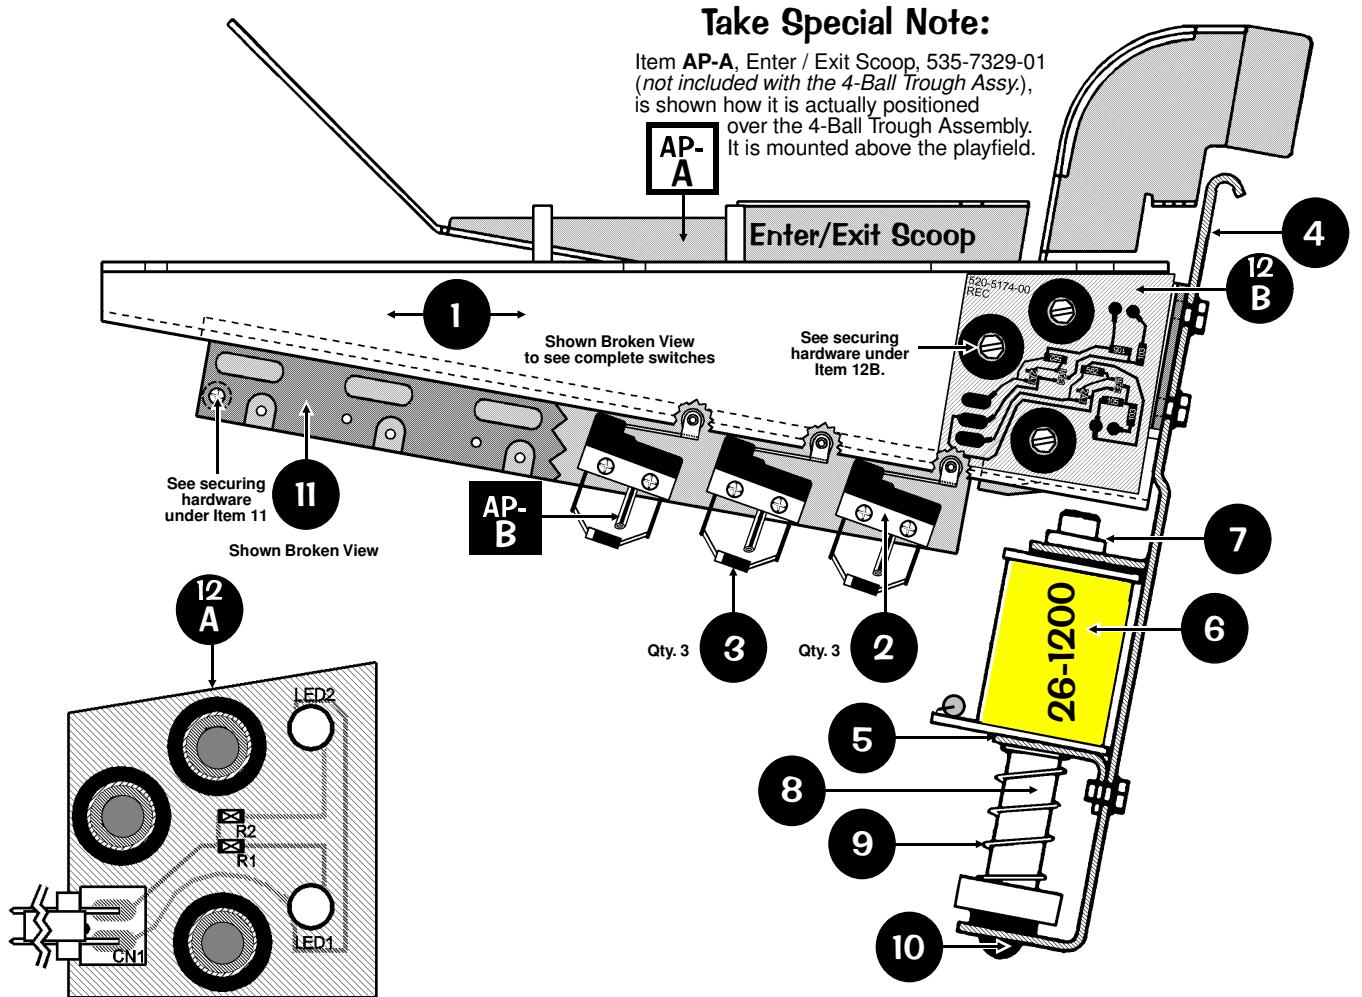 Take Special Note:
Item AP-A, Enter / Exit Scoop, 535-7329-01
(not included with the 4-Ball Trough Assy.),
is shown how it is actually positioned
over the 4-Ball Trough Assembly.
It is mounted above the playfield.
AP-
A
Enter/Exit Scoop
4
12
B
520-5174-00
REC
1
Shown Broken View
to see complete switches
See securing
hardware under
Item 12B.
See securing
hardware
under Item 11
11
Shown Broken View
AP-
B
7
12
A
Qty. 3
3
Qty. 3
2
26-1200
6
5
8
9
10
LED2
R2
R1
LED1
CN1